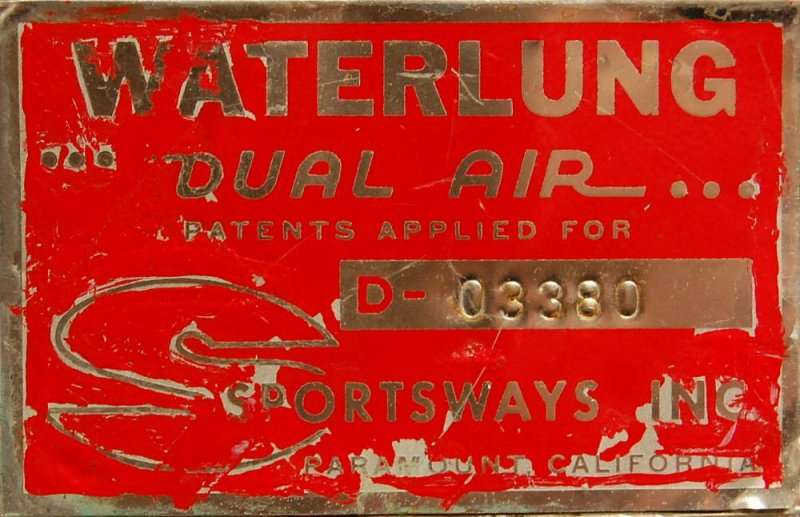 WATERLUNG
... DUAL AIR...
PATENTS APPLIED FOR
D- 03380
SPORTSWAYS INC
PARAMOUNT, CALIFORNIA